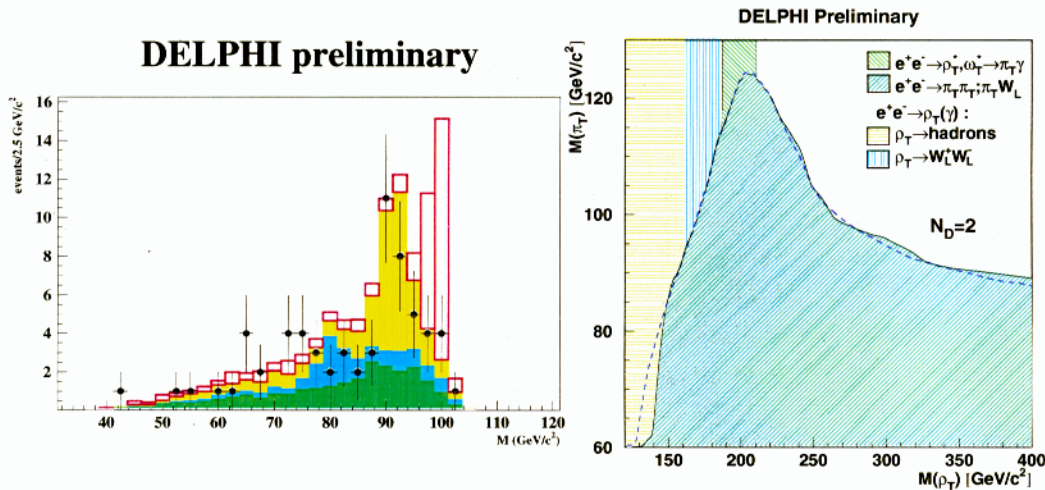 DELPHI preliminary
events/2.5 GeV/c²
16
14
12
10
8
6
4
2
40 50 60 70 80 90 100 110 120
M (GeV/c²)
DELPHI Preliminary
M(π_T) [GeV/c²]
120
100
80
60
e⁺e⁻→ρ_T⁺,ω_T⁺→π_Tγ
e⁺e⁻→π_Tπ_T;π_TW_L
e⁺e⁻→ρ_T(γ) :
ρ_T→hadrons
ρ_T→W_L⁺W_L⁻
N_D=2
150 200 250 300 350 400
M(ρ_T) [GeV/c²]